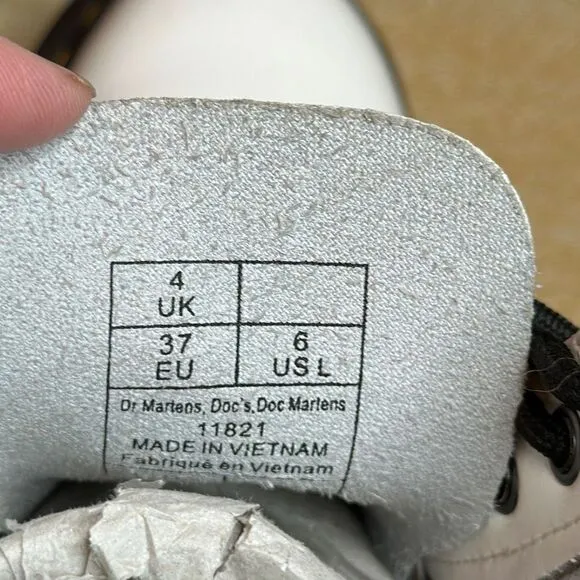 4
UK
37
EU
6
US L
Dr Martens, Doc's, Doc Martens
11821
MADE IN VIETNAM
Fabriqué en Vietnam